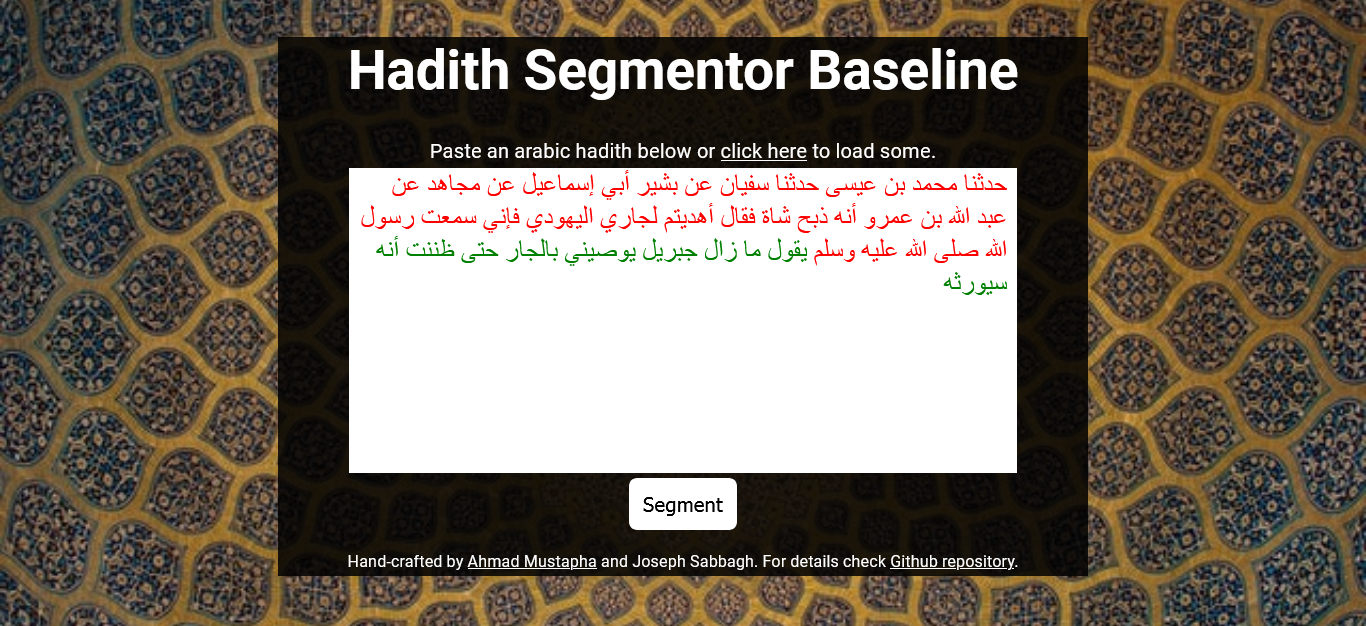 Hadith Segmentor Baseline
Paste an arabic hadith below or click here to load some.
حدثنا محمد بن عيسى حدثنا سفيان عن بشير أبي إسماعيل عن مجاهد عن
عبد الله بن عمرو أنه ذبح شاة فقال أهديتم لجاري اليهودي فإني سمعت رسول
الله صلى الله عليه وسلم يقول ما زال جبريل يوصيني بالجار حتى ظننت أنه
سيورثه
Segment
Hand-crafted by Ahmad Mustapha and Joseph Sabbagh. For details check Github repository.